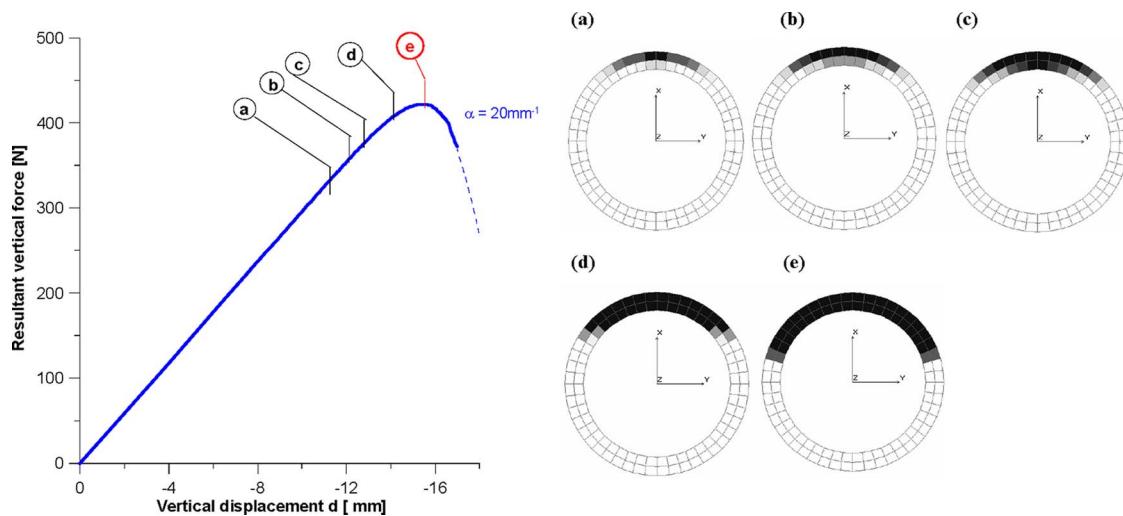 Resultant vertical force [N]
500
400
300
200
100
0
0
-4
-8
-12
-16
Vertical displacement d [ mm]
a
b
c
d
e
α = 20mm⁻¹
(a)
(b)
(c)
X
Z
Y
X
Z
Y
X
Z
Y
(d)
(e)
X
Z
Y
X
Z
Y